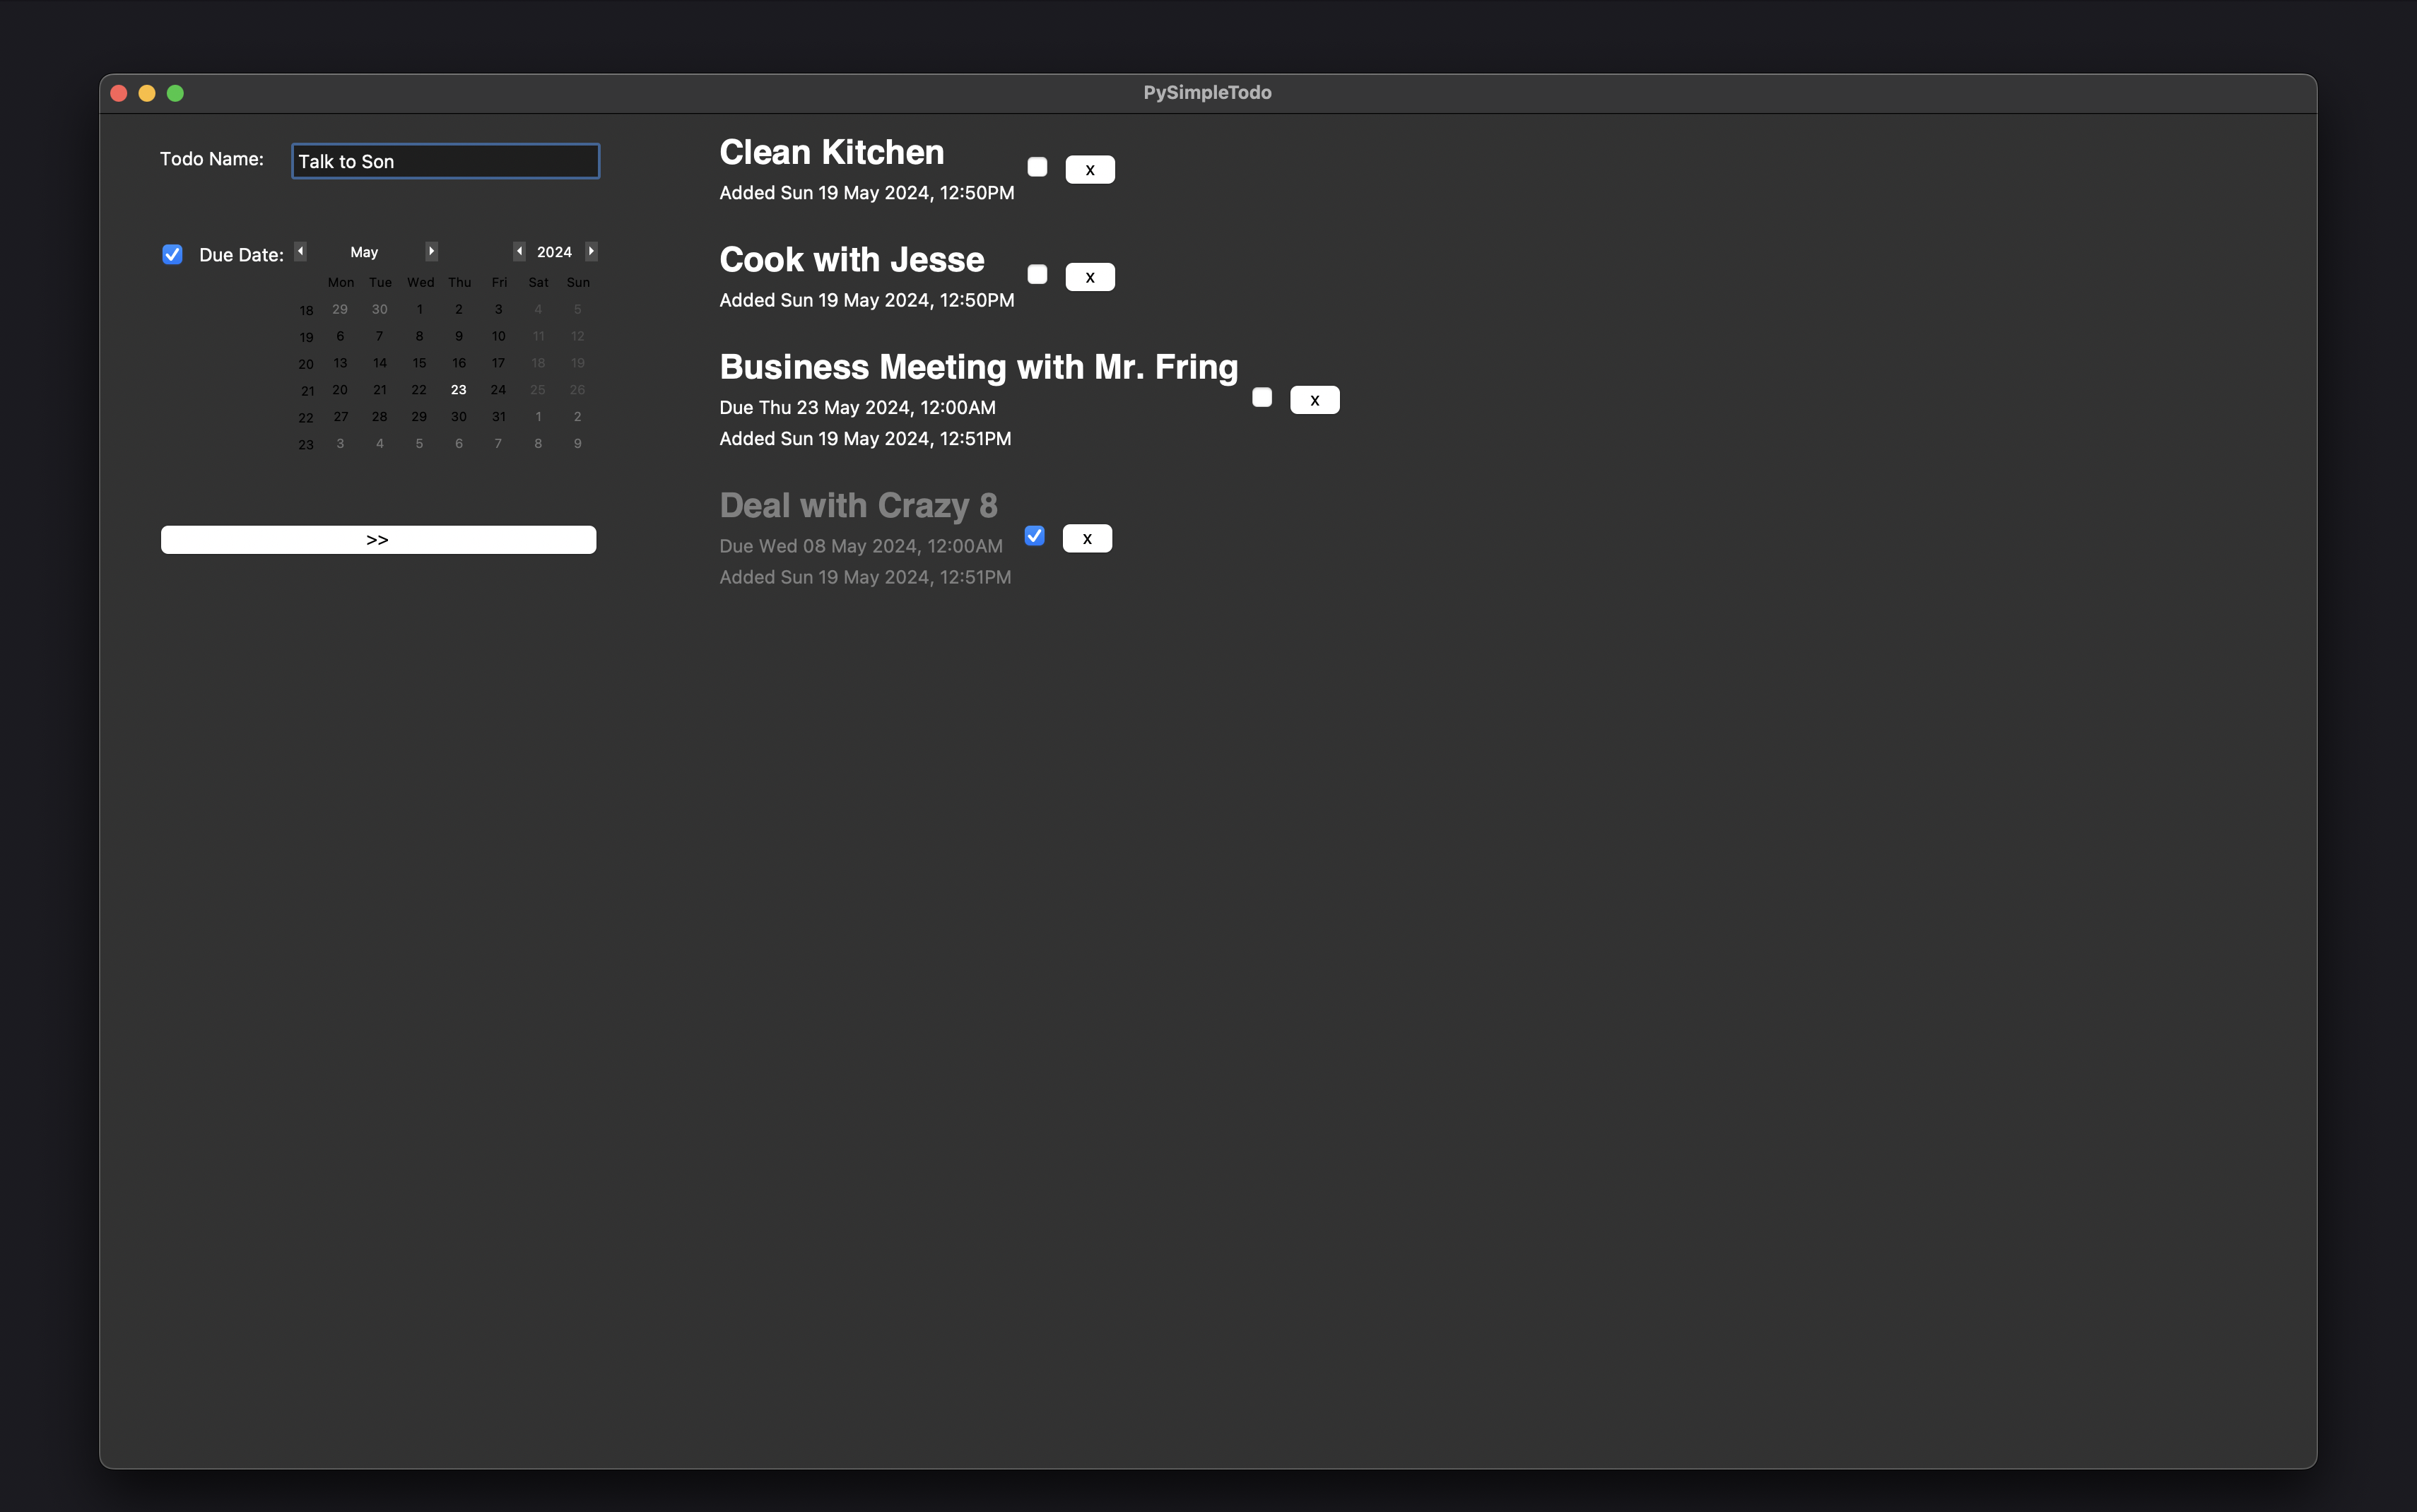 PySimpleTodo
Todo Name: Talk to Son
Due Date: May 2024
Mon Tue Wed Thu Fri Sat Sun
18 29 30 1 2 3 4 5
19 6 7 8 9 10 11 12
20 13 14 15 16 17 18 19
21 20 21 22 23 24 25 26
22 27 28 29 30 31 1 2
23 3 4 5 6 7 8 9
>>
Clean Kitchen
x
Added Sun 19 May 2024, 12:50PM
Cook with Jesse
x
Added Sun 19 May 2024, 12:50PM
Business Meeting with Mr. Fring
x
Due Thu 23 May 2024, 12:00AM
Added Sun 19 May 2024, 12:51PM
Deal with Crazy 8
x
Due Wed 08 May 2024, 12:00AM
Added Sun 19 May 2024, 12:51PM